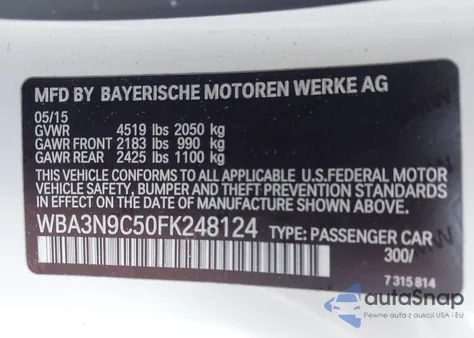 MFD BY BAYERISCHE MOTOREN WERKE AG
05/15
GVWR 4519 lbs 2050 kg
GAWR FRONT 2183 lbs 990 kg
GAWR REAR 2425 lbs 1100 kg
THIS VEHICLE CONFORMS TO ALL APPLICABLE U.S.FEDERAL MOTOR
VEHICLE SAFETY, BUMPER AND THEFT PREVENTION STANDARDS
IN EFFECT ON THE DATE OF MANUFACTURE SHOWN ABOVE.
WBA3N9C50FK248124 TYPE: PASSENGER CAR
300/
7 315 814
autoSnap
Pewne auta z aukcji USA i EU